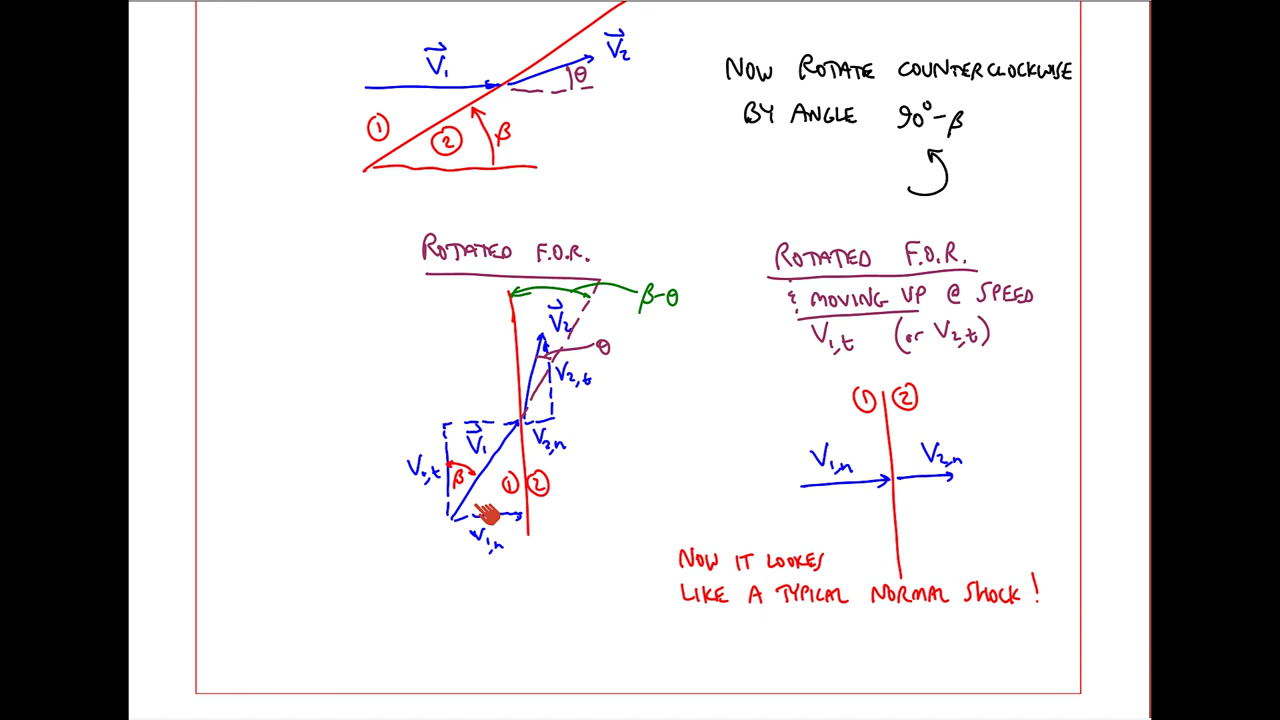 V₁
V₂
θ
①
②
β
NOW ROTATE COUNTERCLOCKWISE
BY ANGLE 90°-β
ROTATED F.O.R.
β-θ
V₂
θ
V₂,t
V₁
V₂,n
V₁,t
β
① ②
V₁,n
ROTATED F.O.R.
& MOVING UP @ SPEED
V₁,t (or V₂,t)
① ②
V₁,n
V₂,n
NOW IT LOOKES
LIKE A TYPICAL NORMAL SHOCK!